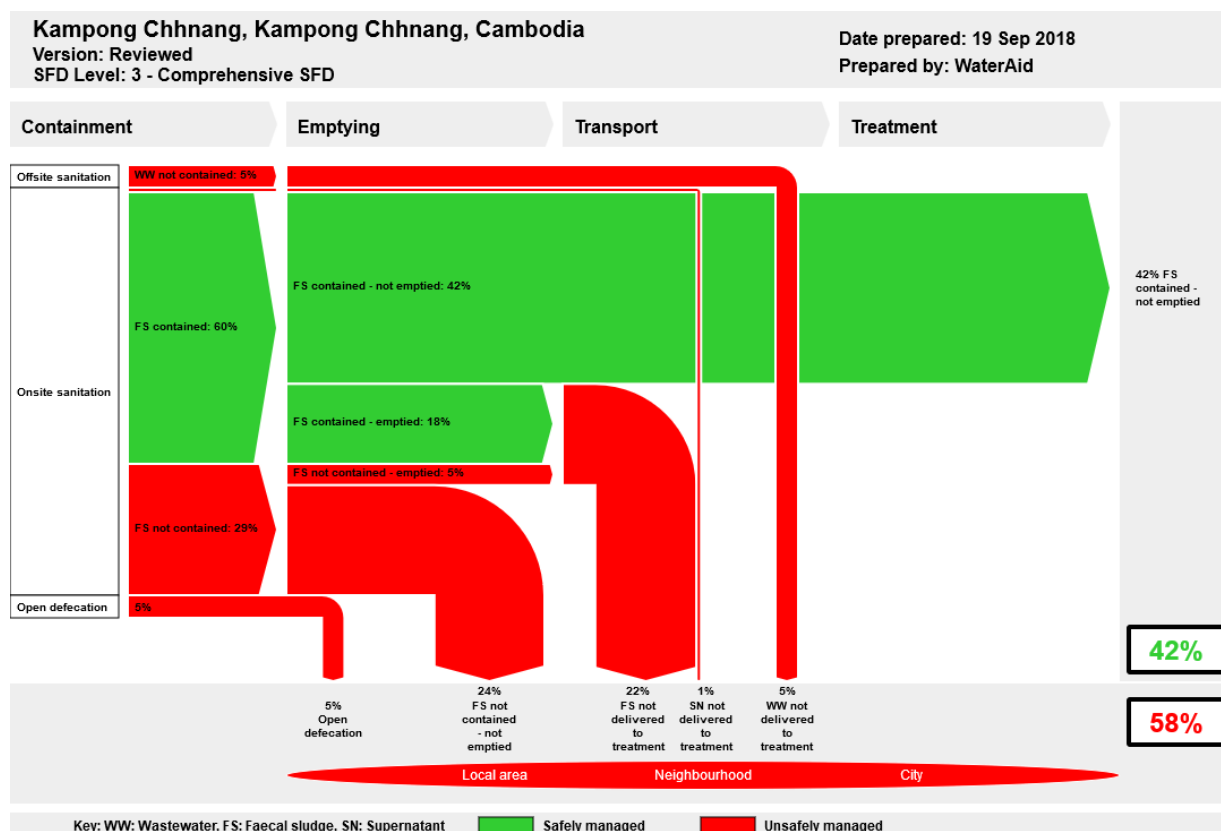 Kampong Chhnang, Kampong Chhnang, Cambodia
Version: Reviewed
SFD Level: 3 - Comprehensive SFD
Date prepared: 19 Sep 2018
Prepared by: WaterAid
Containment
Emptying
Transport
Treatment
Offsite sanitation
WW not contained: 5%
FS contained - not emptied: 42%
42% FS
contained -
not emptied
FS contained: 60%
Onsite sanitation
FS contained - emptied: 18%
FS not contained - emptied: 5%
FS not contained: 29%
Open defecation
5%
42%
58%
5%
Open
defecation
24%
FS not
contained
- not
emptied
22%
FS not
delivered
to
treatment
1%
SN not
delivered
to
treatment
5%
WW not
delivered
to
treatment
Local area
Neighbourhood
City
Key: WW: Wastewater, FS: Faecal sludge, SN: Supernatant
Safely managed
Unsafely managed